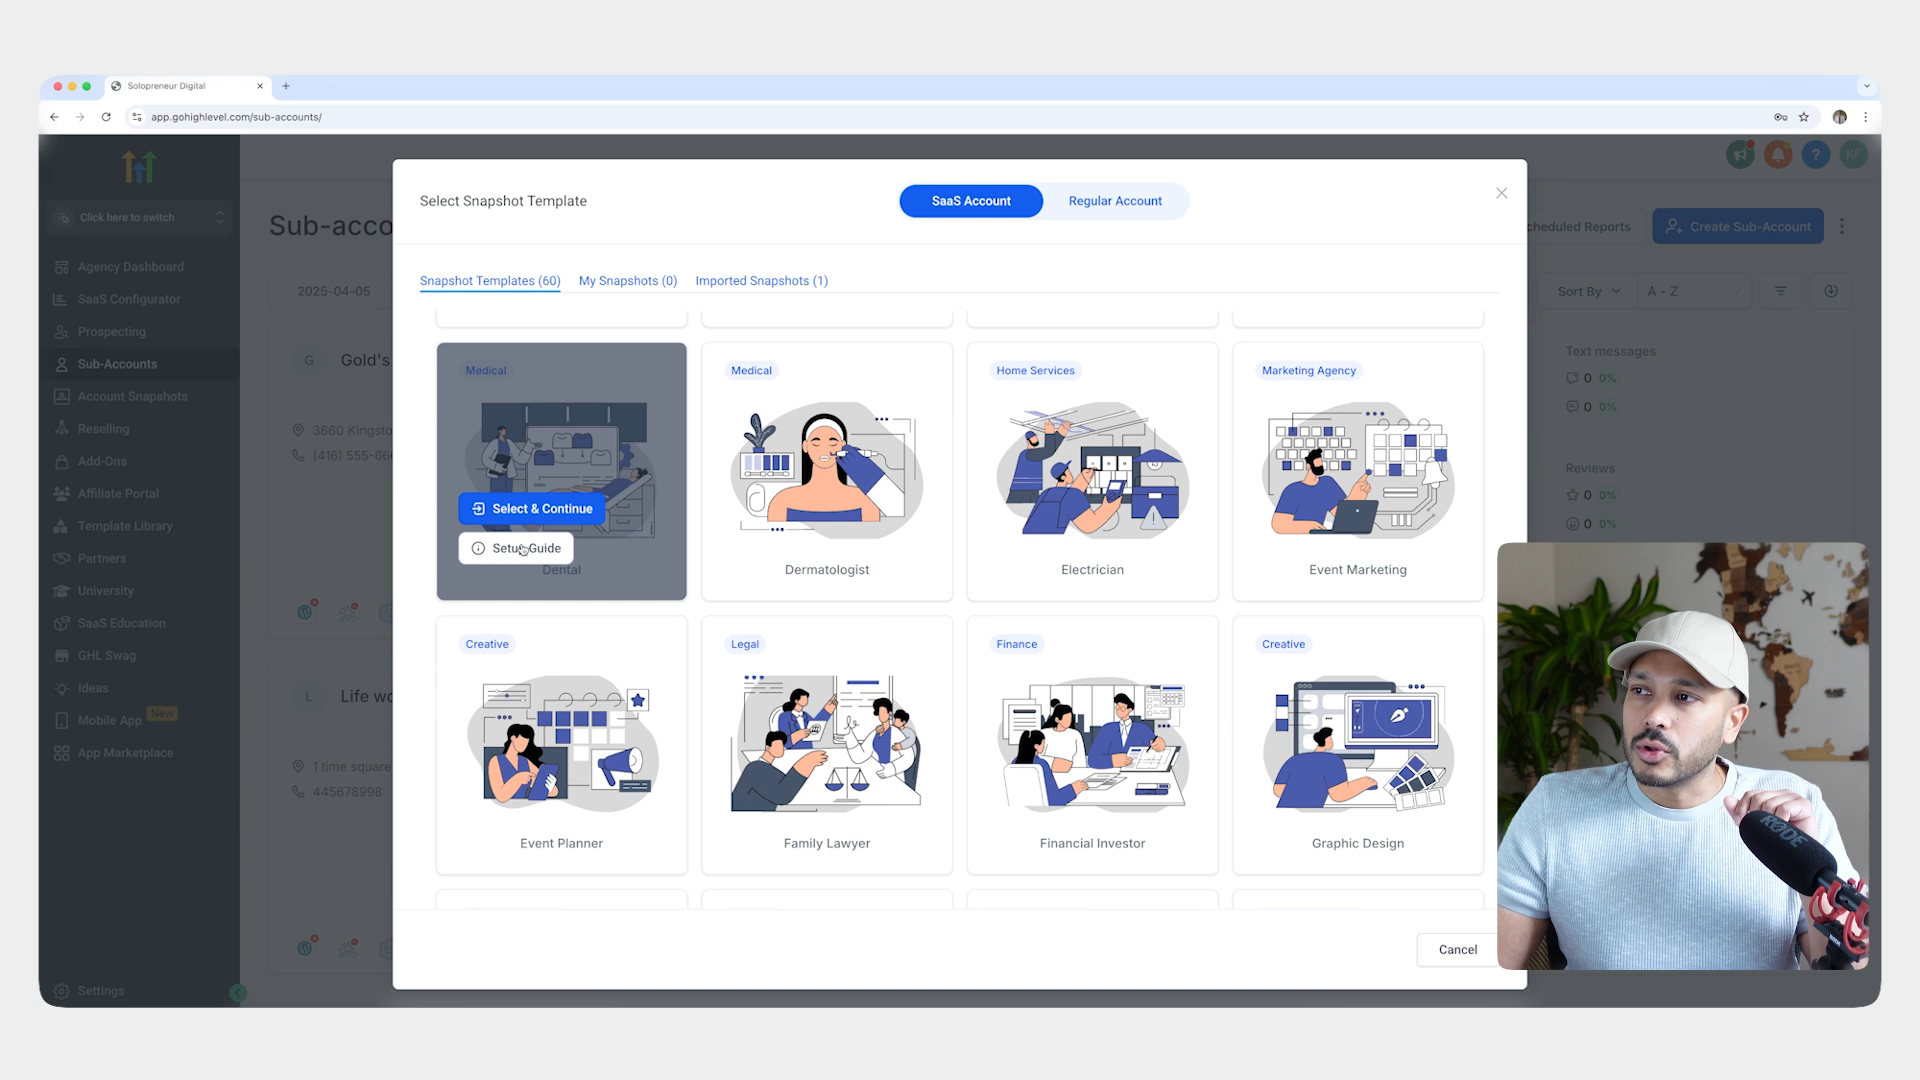 Solopreneur Digital
app.gohighlevel.com/sub-accounts/
Click here to switch
Agency Dashboard
SaaS Configurator
Prospecting
Sub-Accounts
Account Snapshots
Reselling
Add-Ons
Affiliate Portal
Template Library
Partners
University
SaaS Education
GHL Swag
Ideas
Mobile App New
App Marketplace
Settings
Sub-acco
2025-04-05
G Gold's
3660 Kingsto
(416) 555-66
L Life wo
1 time square
445678998
KF
cheduled Reports
Create Sub-Account
Sort By
A - Z
Text messages
0 0%
0 0%
Reviews
0 0%
0 0%
Select Snapshot Template
SaaS Account
Regular Account
Snapshot Templates (60)
My Snapshots (0)
Imported Snapshots (1)
Medical
Select & Continue
Setup Guide
Dental
Medical
Dermatologist
Home Services
Electrician
Marketing Agency
Event Marketing
Creative
Event Planner
Legal
Family Lawyer
Finance
Financial Investor
Creative
Graphic Design
Cancel
RØDE